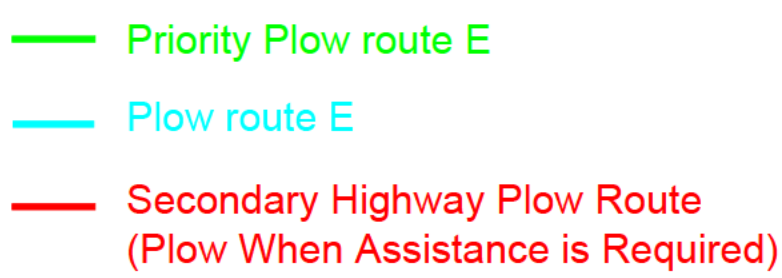 Priority Plow route E
Plow route E
Secondary Highway Plow Route
(Plow When Assistance is Required)